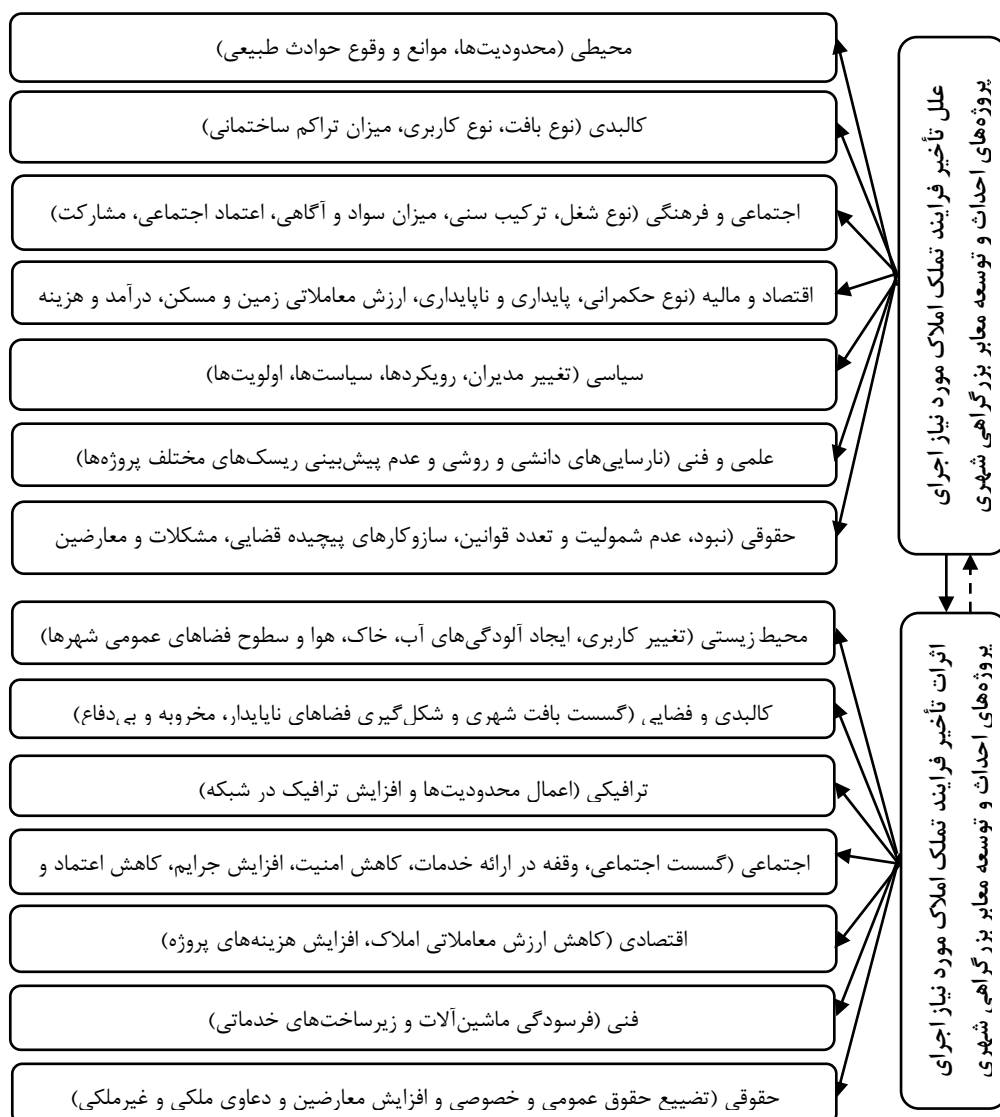 علل تأخیر فرایند تملک املاک مورد نیاز اجرای
پروژه‌های احداث و توسعه معابر بزرگراهی شهری
محیطی (محدودیت‌ها، موانع و وقوع حوادث طبیعی)
کالبدی (نوع بافت، نوع کاربری، میزان تراکم ساختمانی)
اجتماعی و فرهنگی (نوع شغل، ترکیب سنی، میزان سواد و آگاهی، اعتماد اجتماعی، مشارکت)
اقتصاد و مالیه (نوع حکمرانی، پایداری و ناپایداری، ارزش معاملاتی زمین و مسکن، درآمد و هزینه
سیاسی (تغییر مدیران، رویکردها، سیاست‌ها، اولویت‌ها)
علمی و فنی (نارسایی‌های دانشی و روشی و عدم پیش‌بینی ریسک‌های مختلف پروژه‌ها)
حقوقی (نبود، عدم شمولیت و تعدد قوانین، سازوکارهای پیچیده قضایی، مشکلات و معارضین
اثرات تأخیر فرایند تملک املاک مورد نیاز اجرای
پروژه‌های احداث و توسعه معابر بزرگراهی شهری
محیط زیستی (تغییر کاربری، ایجاد آلودگی‌های آب، خاک، هوا و سطوح فضاهای عمومی شهرها)
کالبدی و فضایی (گسست بافت شهری و شکل‌گیری فضاهای ناپایدار، مخروبه و بی‌دفاع)
ترافیکی (اعمال محدودیت‌ها و افزایش ترافیک در شبکه)
اجتماعی (گسست اجتماعی، وقفه در ارائه خدمات، کاهش امنیت، افزایش جرایم، کاهش اعتماد و
اقتصادی (کاهش ارزش معاملاتی املاک، افزایش هزینه‌های پروژه)
فنی (فرسودگی ماشین‌آلات و زیرساخت‌های خدماتی)
حقوقی (تضییع حقوق عمومی و خصوصی و افزایش معارضین و دعاوی ملکی و غیرملکی)